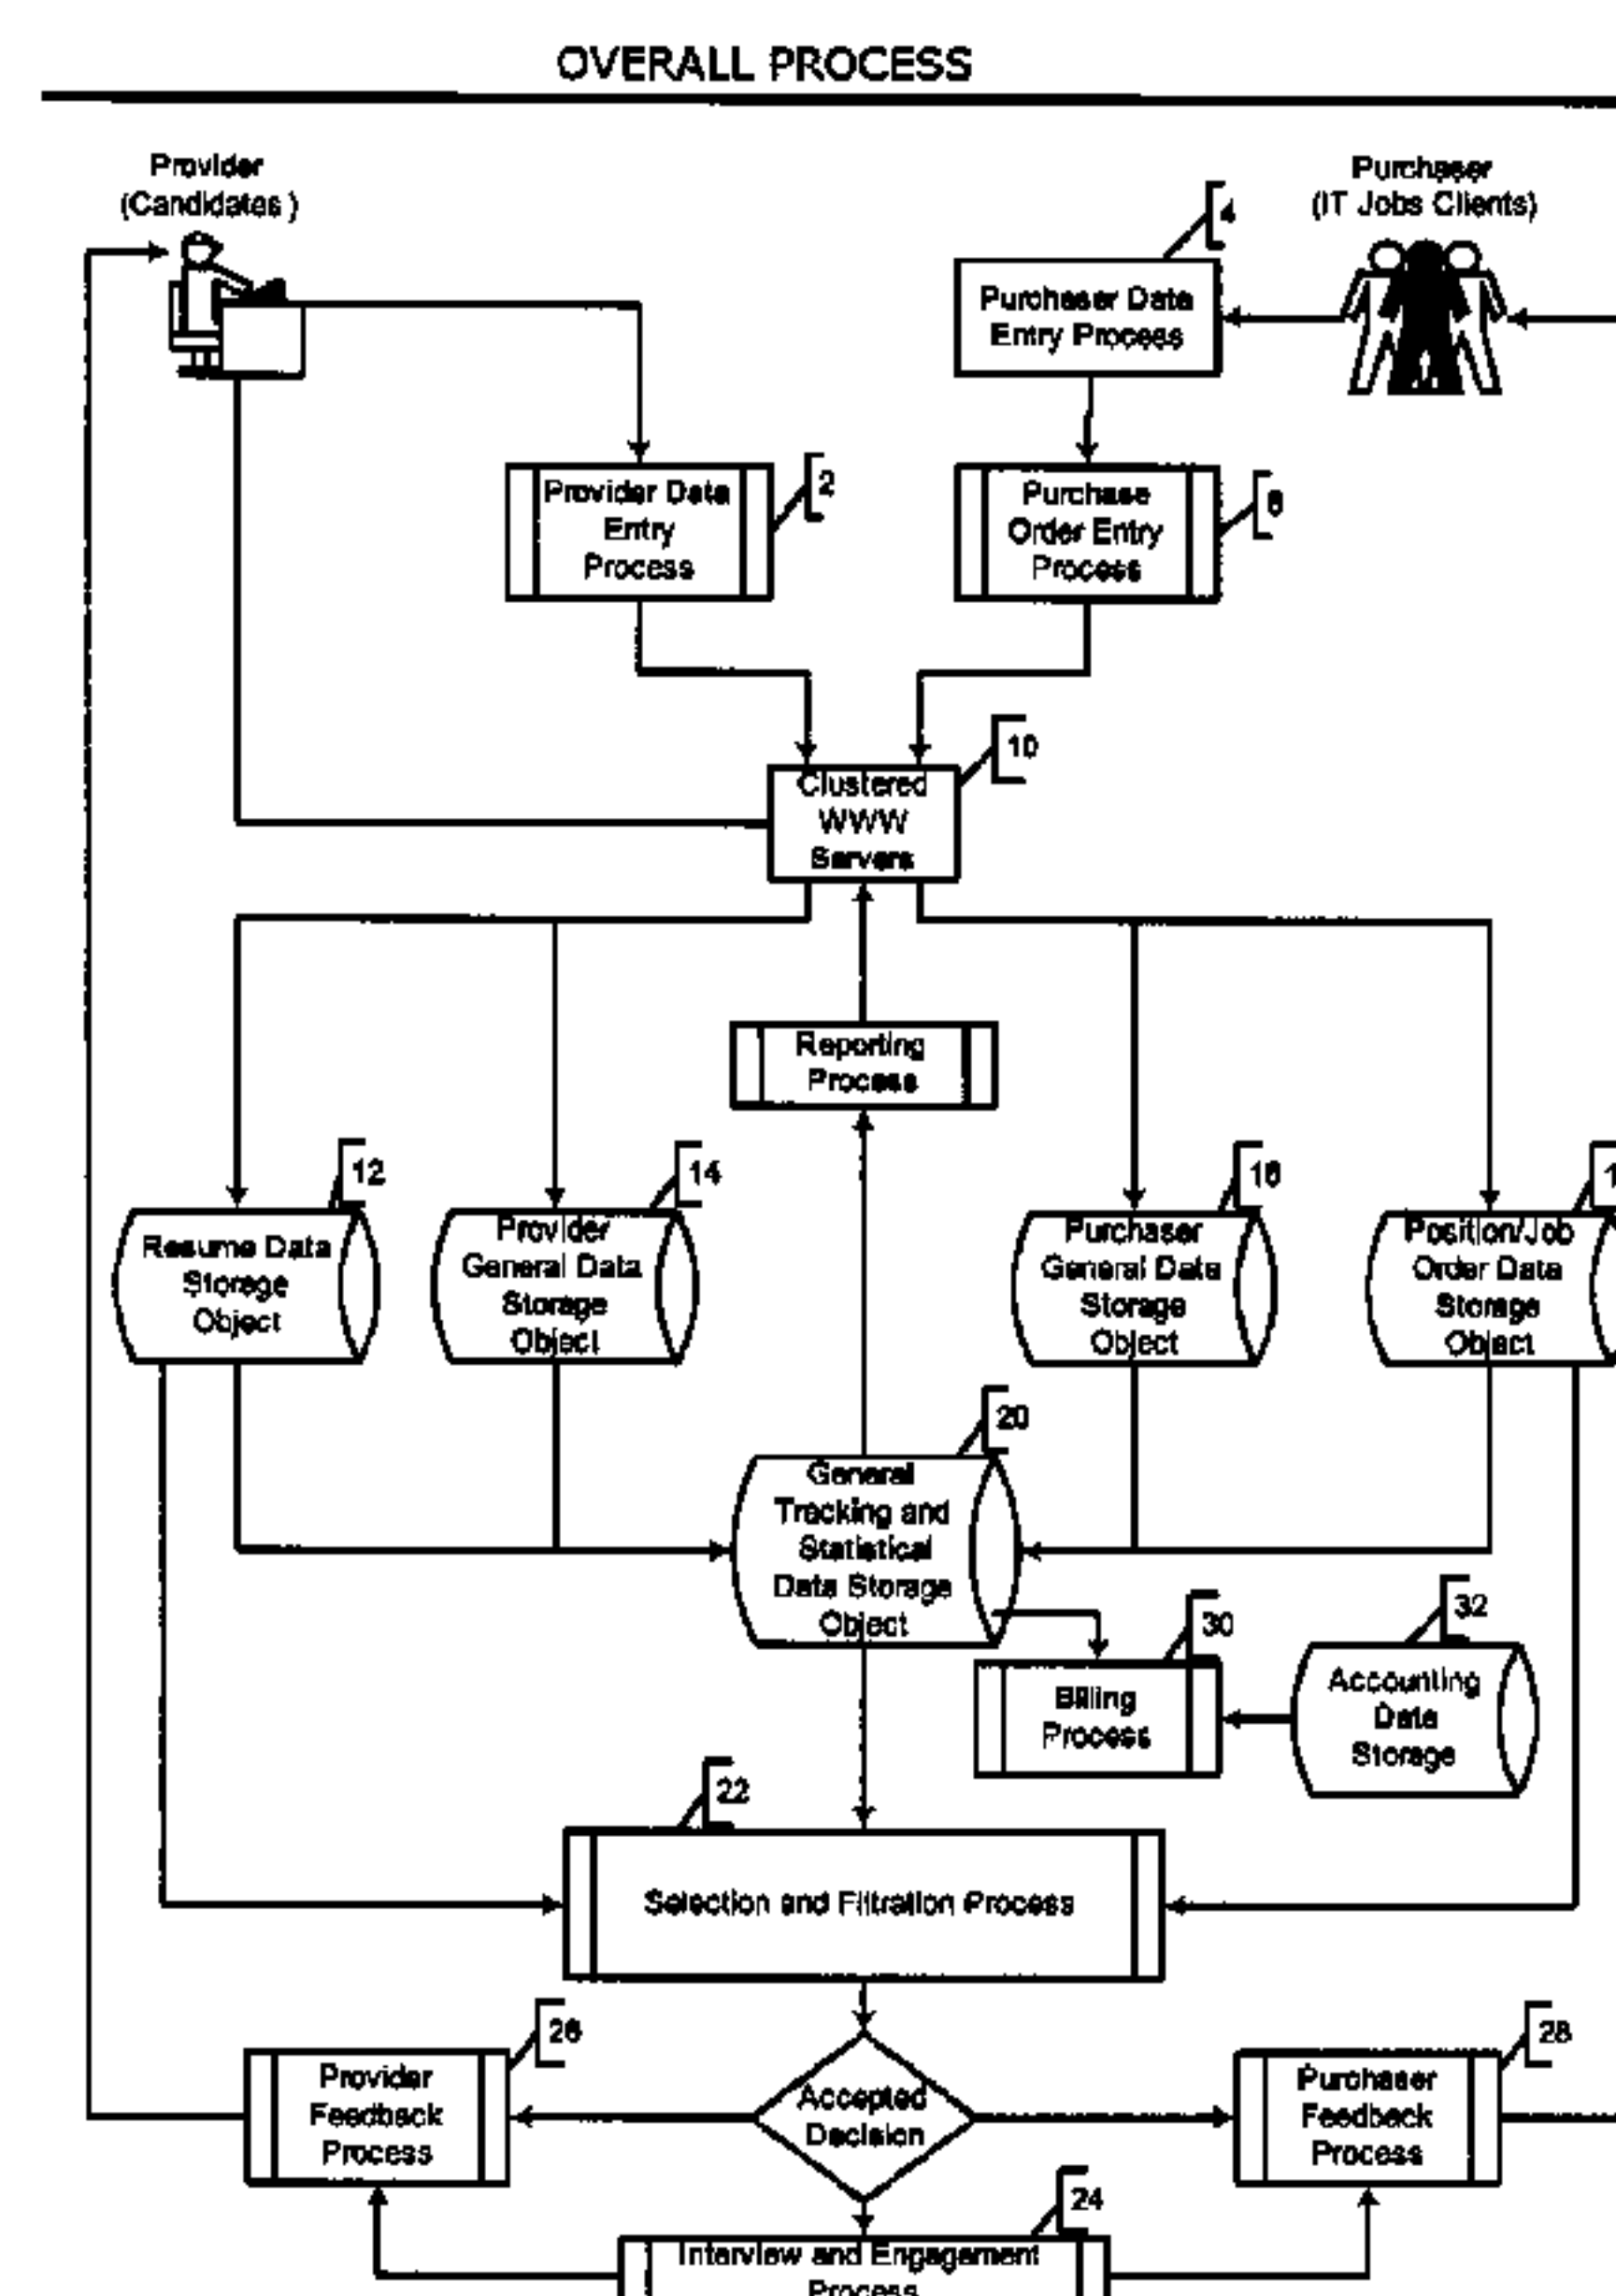 OVERALL PROCESS
Provider
(Candidates )
Purchaser
(IT Jobs Clients)
4
Purchaser Data
Entry Process
Provider Data
Entry
Process
2
Purchase
Order Entry
Process
10
Clustered
WWW
Servers
Reporting
Process
12
14
Resume Data
Storage
Object
Provider
General Data
Storage
Object
Purchaser
General Data
Storage
Object
Position/Job
Order Data
Storage
Object
20
General
Tracking and
Statistical
Data Storage
Object
30
32
Billing
Process
Accounting
Data
Storage
22
Selection and Filtration Process
26
28
Provider
Feedback
Process
Accepted
Decision
Purchaser
Feedback
Process
24
Interview and Engagement
Process